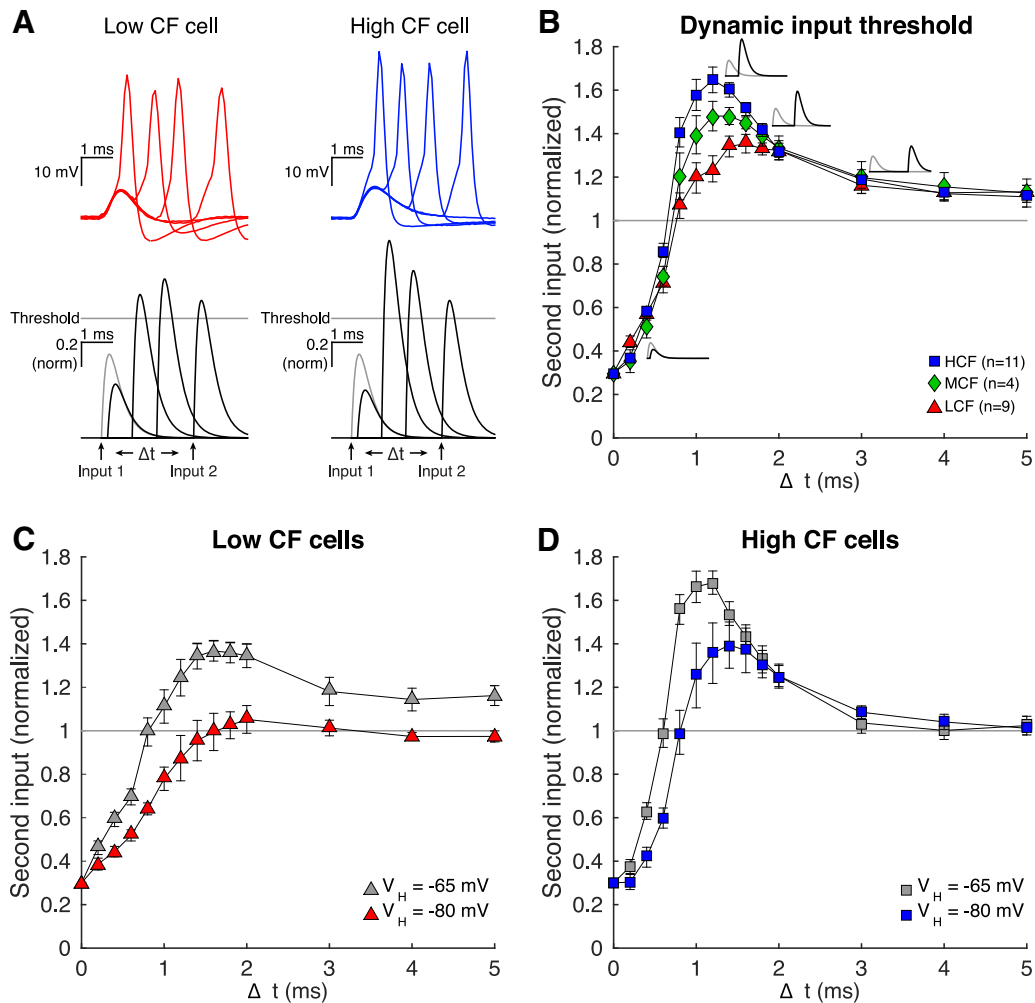 A
Low CF cell
High CF cell
1 ms
10 mV
1 ms
10 mV
Threshold
1 ms
0.2
(norm)
Threshold
1 ms
0.2
(norm)
← Δt →
Input 1
Input 2
← Δt →
Input 1
Input 2
B
Dynamic input threshold
Second input (normalized)
1.8
1.6
1.4
1.2
1
0.8
0.6
0.4
0.2
0
HCF (n=11)
MCF (n=4)
LCF (n=9)
0 1 2 3 4 5
Δ t (ms)
C
Low CF cells
Second input (normalized)
1.8
1.6
1.4
1.2
1
0.8
0.6
0.4
0.2
0
V H = -65 mV
V H = -80 mV
0 1 2 3 4 5
Δ t (ms)
D
High CF cells
Second input (normalized)
1.8
1.6
1.4
1.2
1
0.8
0.6
0.4
0.2
0
V H = -65 mV
V H = -80 mV
0 1 2 3 4 5
Δ t (ms)